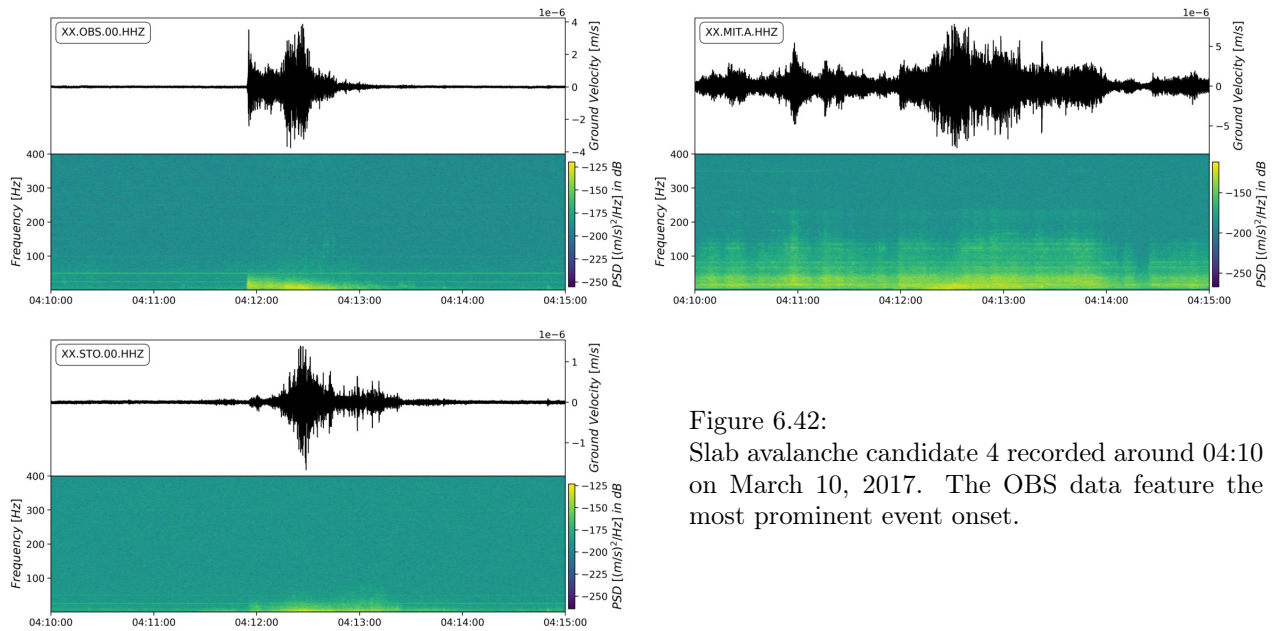 1e−6
XX.OBS.00.HHZ
4
2
0
−2
−4
Ground Velocity [m/s]
400
300
200
100
Frequency [Hz]
−125
−150
−175
−200
−225
−250
PSD [(m/s)²/Hz] in dB
04:10:00 04:11:00 04:12:00 04:13:00 04:14:00 04:15:00
1e−6
XX.MIT.A.HHZ
5
0
−5
Ground Velocity [m/s]
400
300
200
100
Frequency [Hz]
−150
−200
−250
PSD [(m/s)²/Hz] in dB
04:10:00 04:11:00 04:12:00 04:13:00 04:14:00 04:15:00
1e−6
XX.STO.00.HHZ
1
0
−1
Ground Velocity [m/s]
400
300
200
100
Frequency [Hz]
−125
−150
−175
−200
−225
−250
PSD [(m/s)²/Hz] in dB
04:10:00 04:11:00 04:12:00 04:13:00 04:14:00 04:15:00
Figure 6.42:
Slab avalanche candidate 4 recorded around 04:10
on March 10, 2017. The OBS data feature the
most prominent event onset.